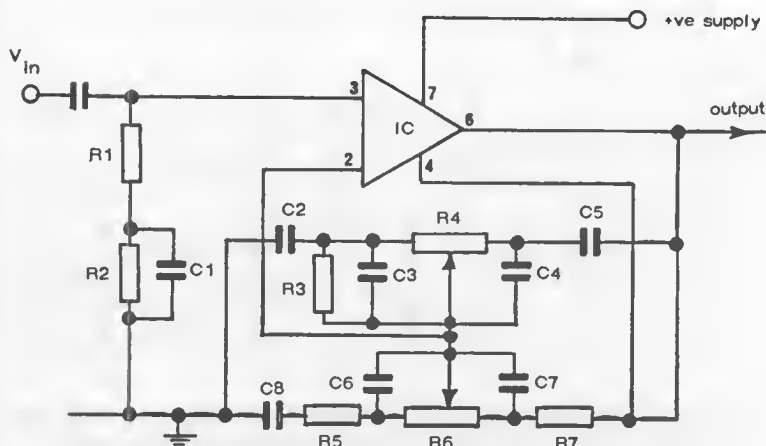 V in
+ve supply
7
3
IC
6
output
2
4
R1
C2
R4
C5
R2
C1
R3
C3
C4
C6
C7
C8
R5
R6
R7